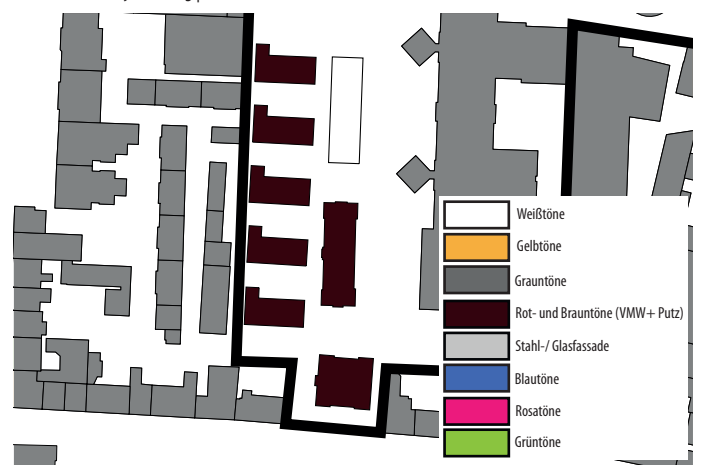 Weißtöne
Gelbtöne
Grauntöne
Rot- und Brauntöne (VMW+ Putz)
Stahl-/ Glasfassade
Blautöne
Rosatöne
Grüntöne